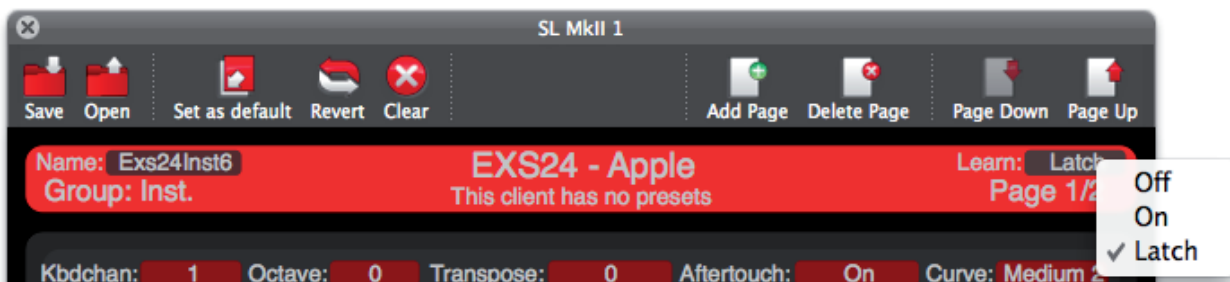 SL MkII 1
Save Open Set as default Revert Clear Add Page Delete Page Page Down Page Up
Name: Exs24Inst6 EXS24 - Apple Learn: Latch
Group: Inst. This client has no presets Page 1/2
Off
On
✓ Latch
Kbdchan: 1 Octave: 0 Transpose: 0 Aftertouch: On Curve: Medium 2